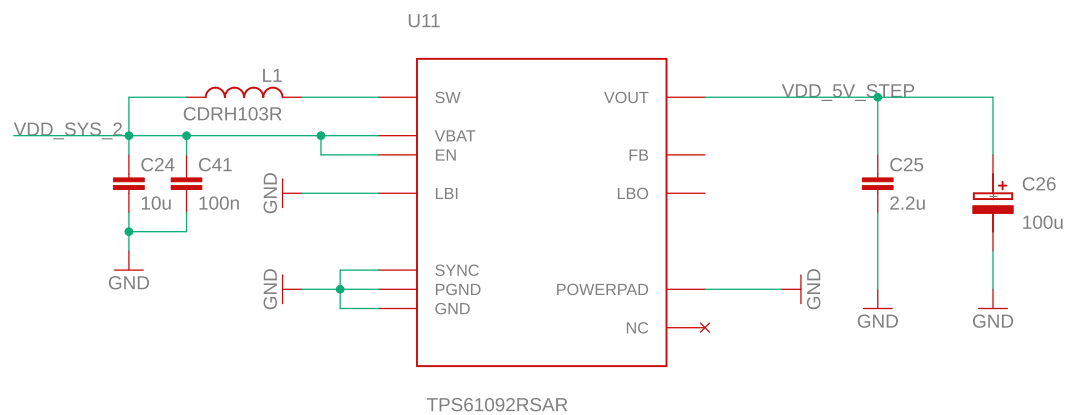 U11
L1
CDRH103R
SW
VOUT
VDD_5V_STEP
VDD_SYS_2
VBAT
EN
FB
C24
C41
C25
10u
100n
2.2u
GND
LBI
LBO
C26
100u
GND
GND
SYNC
PGND
GND
POWERPAD
GND
NC
GND
GND
TPS61092RSAR